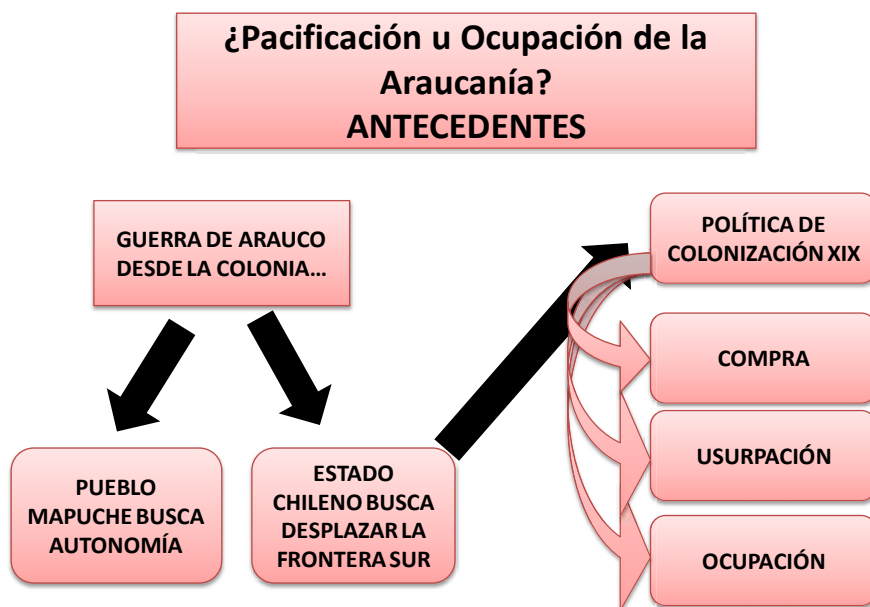 ¿Pacificación u Ocupación de la
Araucanía?
ANTECEDENTES
GUERRA DE ARAUCO
DESDE LA COLONIA...
PUEBLO
MAPUCHE BUSCA
AUTONOMÍA
ESTADO
CHILENO BUSCA
DESPLAZAR LA
FRONTERA SUR
POLÍTICA DE
COLONIZACIÓN XIX
COMPRA
USURPACIÓN
OCUPACIÓN